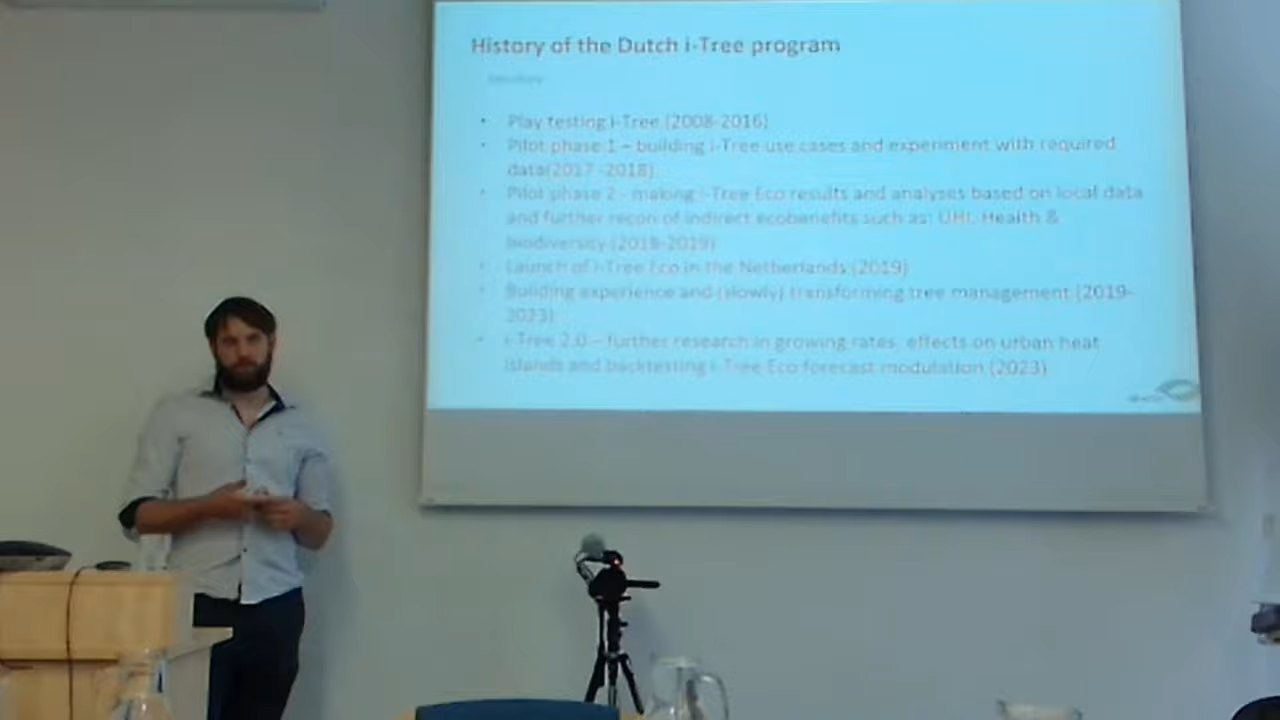 History of the Dutch i-Tree program
• Play testing i-Tree (2008-2016)
• Pilot phase 1 – building i-Tree use cases and experiment with required
data(2017 -2018)
• Pilot phase 2 - making i-Tree Eco results and analyses based on local data
and further recon of indirect ecobenefits such as: UHI, Health &
Biodiversity (2018-2019)
• Launch of i-Tree Eco in the Netherlands (2019)
• Building experience and (slowly) transforming tree management (2019-
2023)
• i-Tree 2.0 – further research in growing rates, effects on urban heat
islands and backtesting i-Tree Eco forecast modulation (2023)